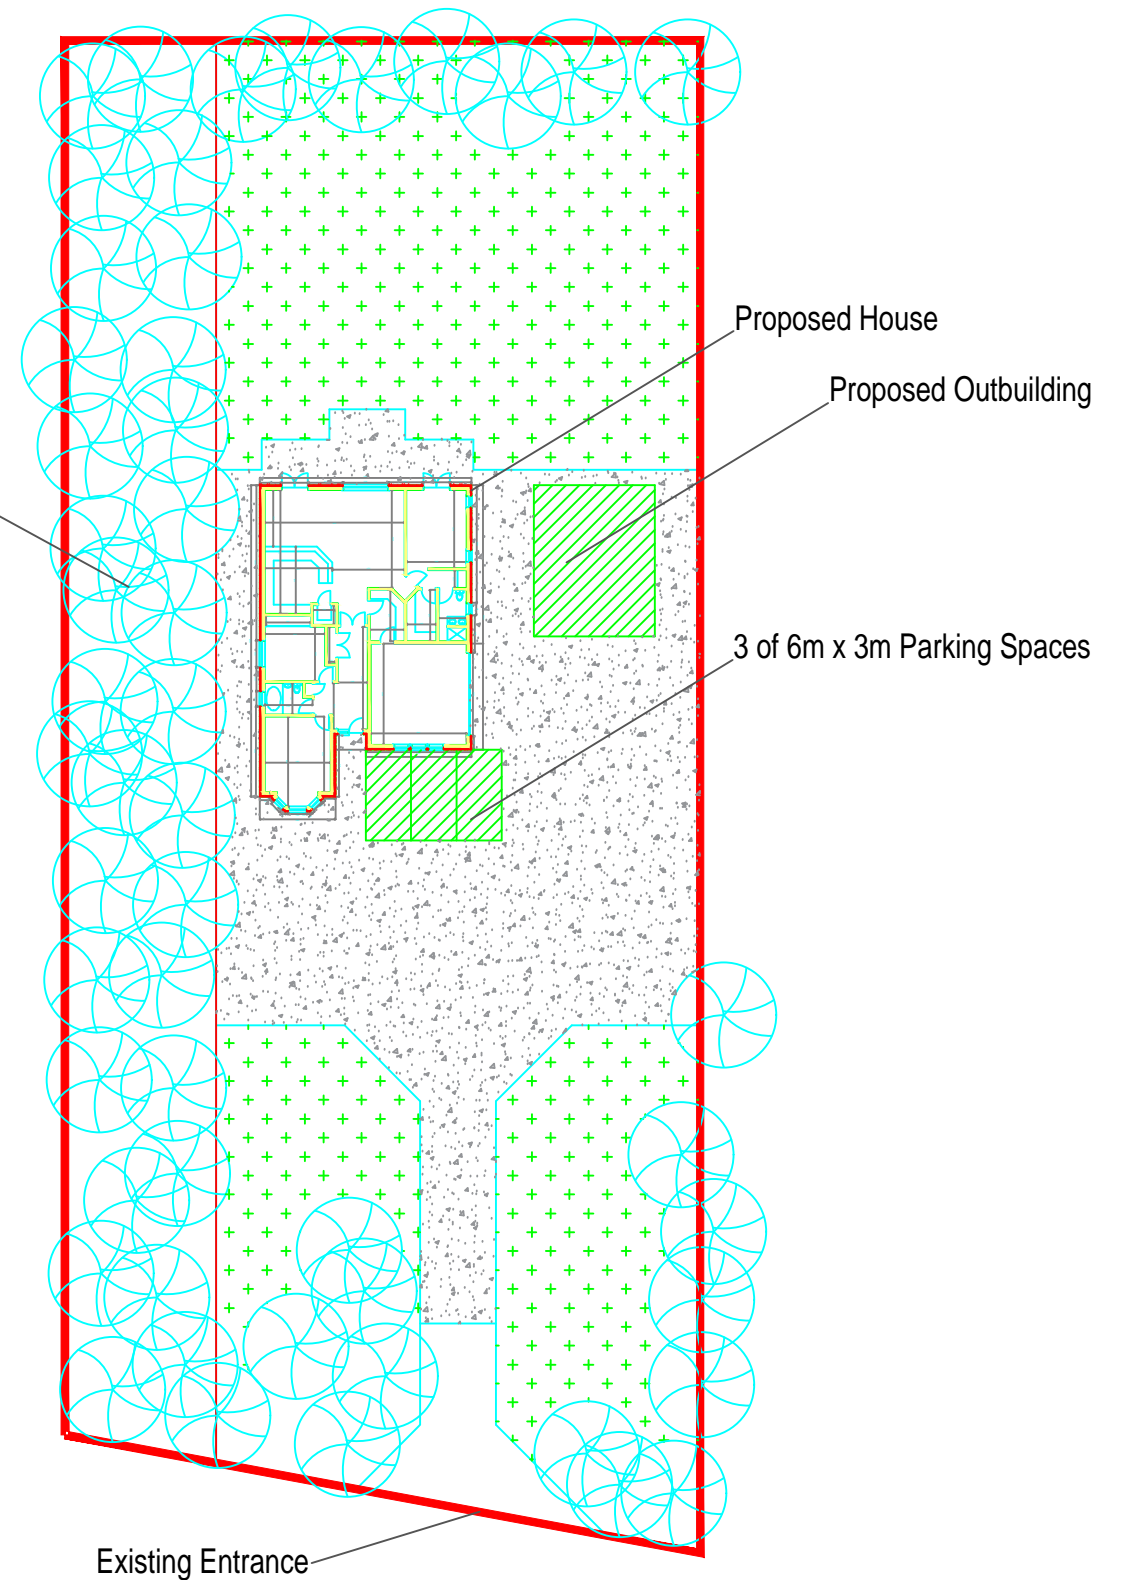 Proposed House
Proposed Outbuilding
3 of 6m x 3m Parking Spaces
Existing Entrance